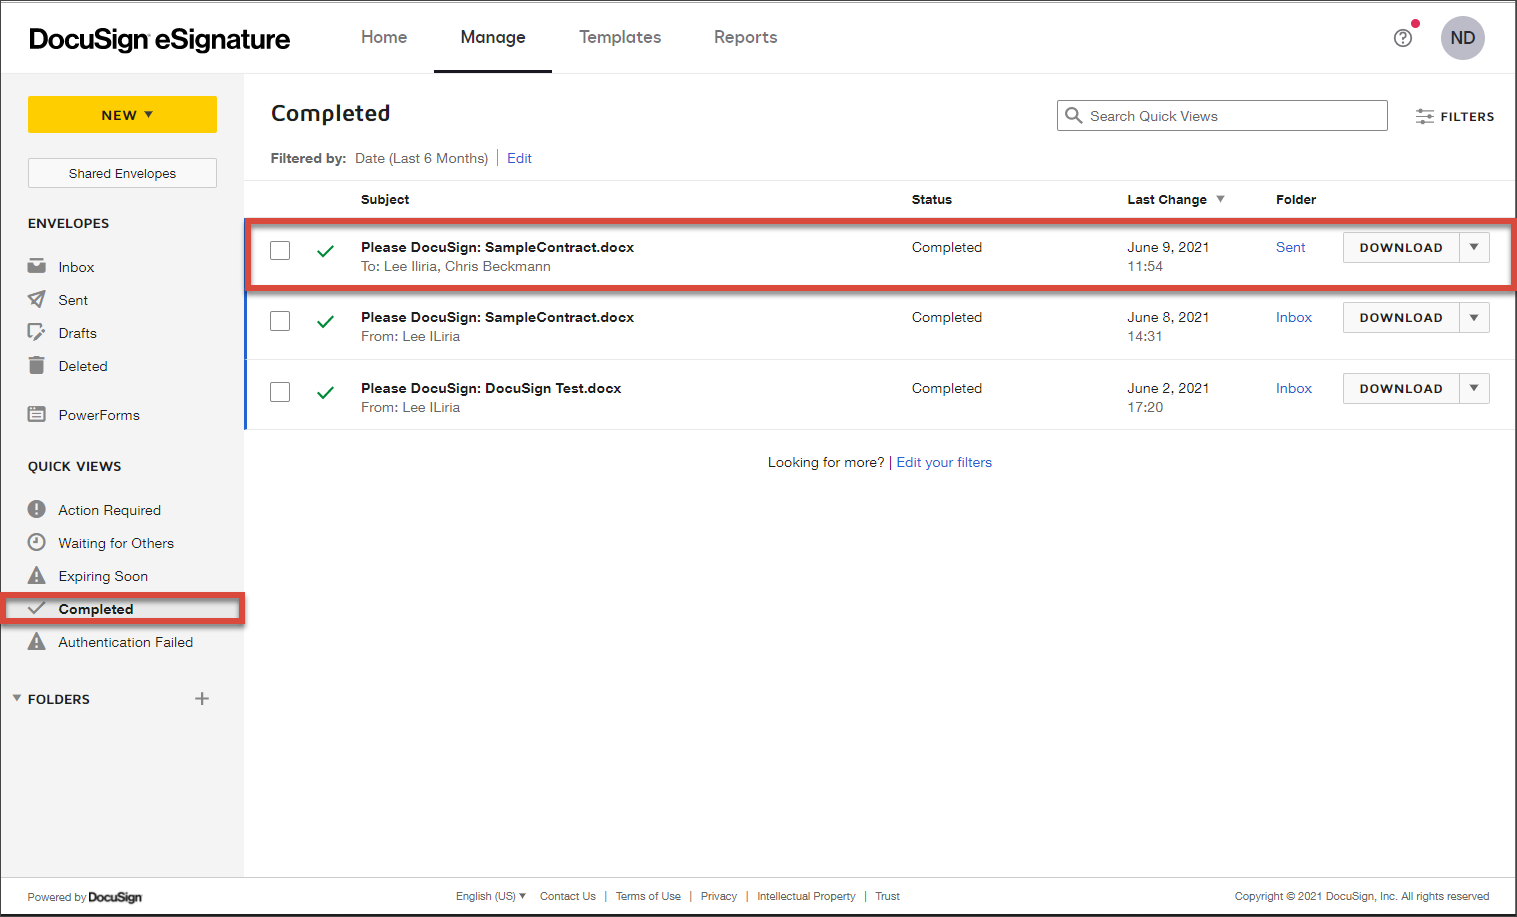 DocuSign eSignature
Home
Manage
Templates
Reports
ND
NEW
Shared Envelopes
ENVELOPES
Inbox
Sent
Drafts
Deleted
PowerForms
QUICK VIEWS
Action Required
Waiting for Others
Expiring Soon
Completed
Authentication Failed
FOLDERS
Completed
Search Quick Views
FILTERS
Filtered by: Date (Last 6 Months) | Edit
Subject Status Last Change Folder
Please DocuSign: SampleContract.docx Completed June 9, 2021 Sent DOWNLOAD
To: Lee Iliria, Chris Beckmann 11:54
Please DocuSign: SampleContract.docx Completed June 8, 2021 Inbox DOWNLOAD
From: Lee ILiria 14:31
Please DocuSign: DocuSign Test.docx Completed June 2, 2021 Inbox DOWNLOAD
From: Lee ILiria 17:20
Looking for more? | Edit your filters
Powered by DocuSign
English (US) Contact Us | Terms of Use | Privacy | Intellectual Property | Trust
Copyright © 2021 DocuSign, Inc. All rights reserved